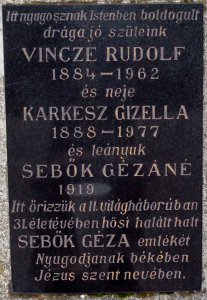 Itt nyugosznak Istenben boldogult
drága jó szüleink
VINCZE RUDOLF
1884-1962
és neje
KARKESZ GIZELLA
1888-1977
és leányuk
SEBŐK GÉZÁNÉ
1919
Itt őrizzük a II. világháborúban
31. életévében hősi halált halt
SEBŐK GÉZA emlékét
Nyugodjanak békében
Jézus szent nevében.